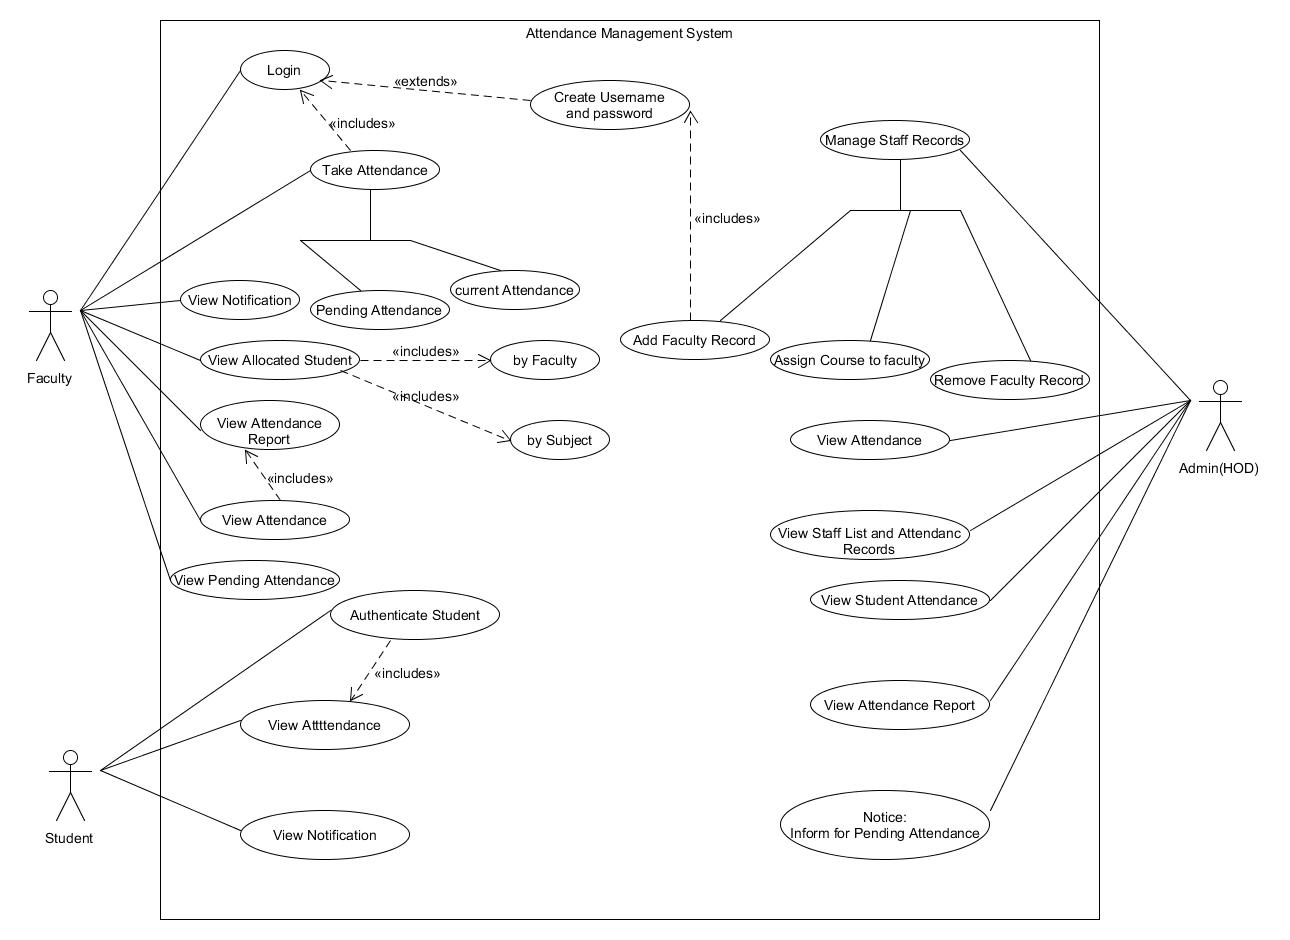 Attendance Management System
Login
«extends»
Create Username
and password
«includes»
Manage Staff Records
Take Attendance
«includes»
View Notification
Pending Attendance
current Attendance
Add Faculty Record
Assign Course to faculty
Remove Faculty Record
Faculty
View Allocated Student
«includes»
by Faculty
«includes»
by Subject
View Attendance
Report
«includes»
View Attendance
View Attendance
Admin(HOD)
View Staff List and Attendanc
Records
View Pending Attendance
View Student Attendance
Authenticate Student
«includes»
View Attttendance
View Attendance Report
Student
View Notification
Notice:
Inform for Pending Attendance